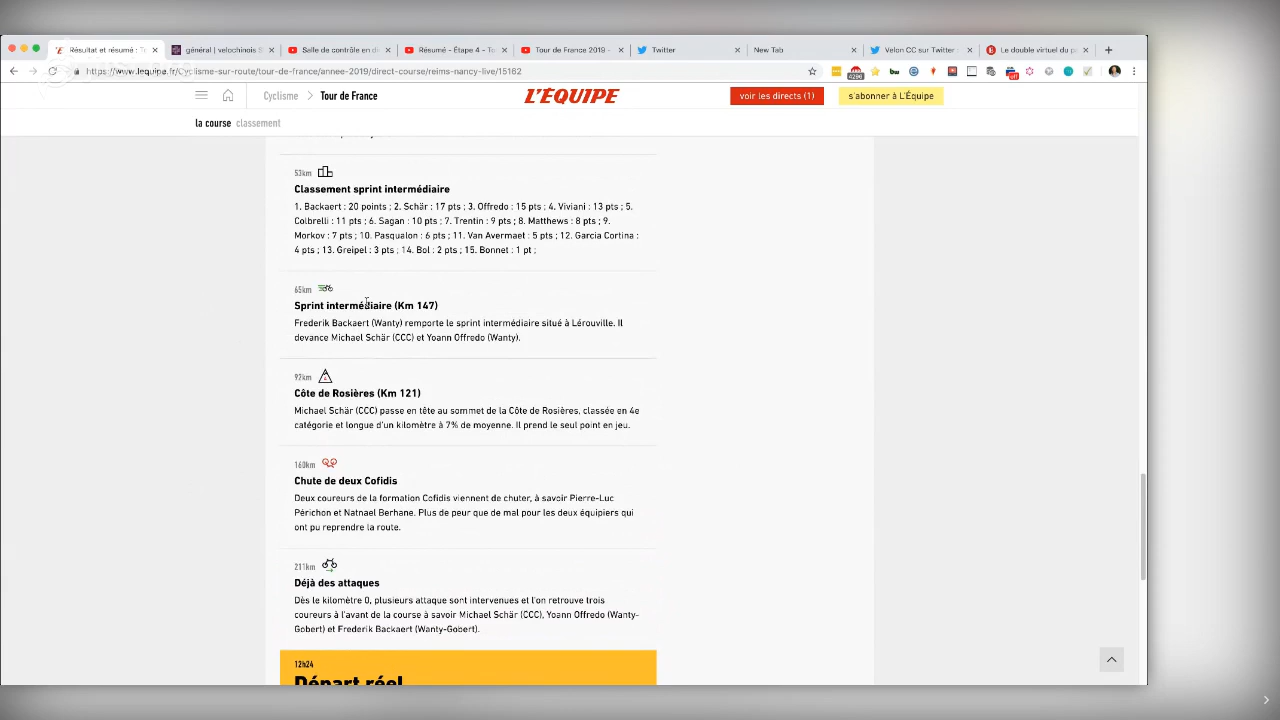 Résultat et résumé : T
général | velochinois S
Salle de contrôle en di
Résumé - Étape 4 – To
Tour de France 2019 –
Twitter
New Tab
Velon CC sur Twitter
Le double virtuel du pa
https://www.lequipe.fr/Cyclisme-sur-route/tour-de-france/annee-2019/direct-course/reims-nancy-live/15162
Cyclisme > Tour de France
L'ÉQUIPE
voir les directs (1)
s'abonner à L'Équipe
la course classement
53km
Classement sprint intermédiaire
1. Backaert : 20 points ; 2. Schär : 17 pts ; 3. Offredo : 15 pts ; 4. Viviani : 13 pts ; 5.
Colbrelli : 11 pts ; 6. Sagan : 10 pts ; 7. Trentin : 9 pts ; 8. Matthews : 8 pts ; 9.
Morkov : 7 pts ; 10. Pasqualon : 6 pts ; 11. Van Avermaet : 5 pts ; 12. Garcia Cortina :
4 pts ; 13. Greipel : 3 pts ; 14. Bol : 2 pts ; 15. Bonnet : 1 pt ;
65km
Sprint intermédiaire (Km 147)
Frederik Backaert (Wanty) remporte le sprint intermédiaire situé à Lérouville. Il
devance Michael Schär (CCC) et Yoann Offredo (Wanty).
92km
Côte de Rosières (Km 121)
Michael Schär (CCC) passe en tête au sommet de la Côte de Rosières, classée en 4e
catégorie et longue d'un kilomètre à 7% de moyenne. Il prend le seul point en jeu.
160km
Chute de deux Cofidis
Deux coureurs de la formation Cofidis viennent de chuter, à savoir Pierre-Luc
Périchon et Natnael Berhane. Plus de peur que de mal pour les deux équipiers qui
ont pu reprendre la route.
211km
Déjà des attaques
Dès le kilomètre 0, plusieurs attaque sont intervenues et l'on retrouve trois
coureurs à l'avant de la course à savoir Michael Schär (CCC), Yoann Offredo (Wanty-
Gobert) et Frederik Backaert (Wanty-Gobert).
12h24
Départ réel